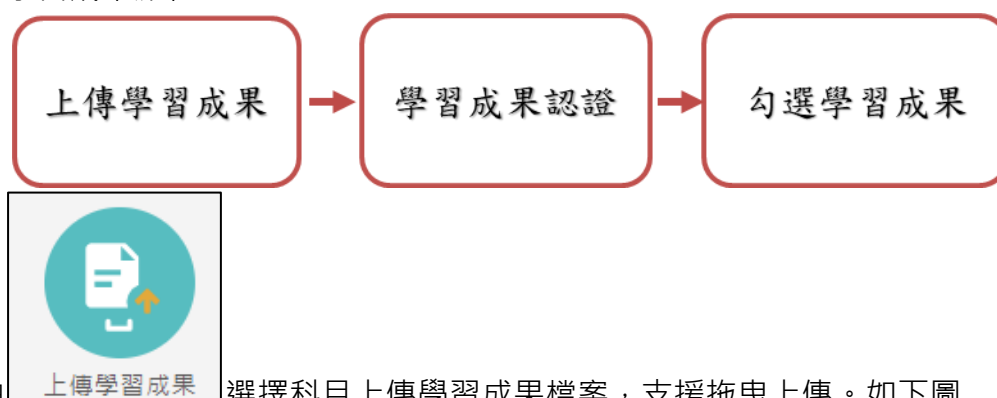 上傳學習成果
學習成果認證
勾選學習成果
上傳學習成果
選擇科目上傳學習成果檔案，支援拖曳上傳。如下圖